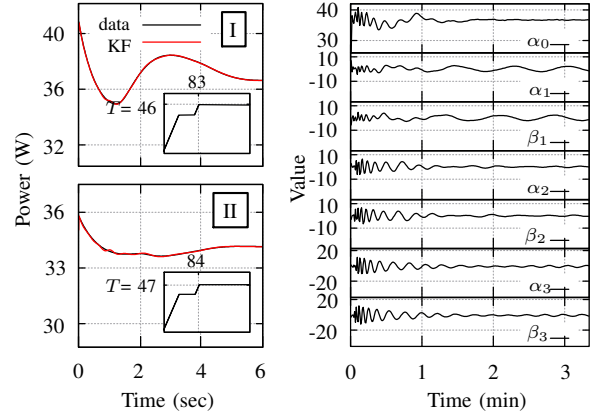 40
36
32
data
KF
I
83
T = 46
Power (W)
36
33
30
II
84
T = 47
0 2 4 6
Time (sec)
40
30
α0
10
-10
α1
10
-10
β1
10
-10
α2
10
-10
β2
20
-20
α3
20
-20
β3
Value
0 1 2 3
Time (min)